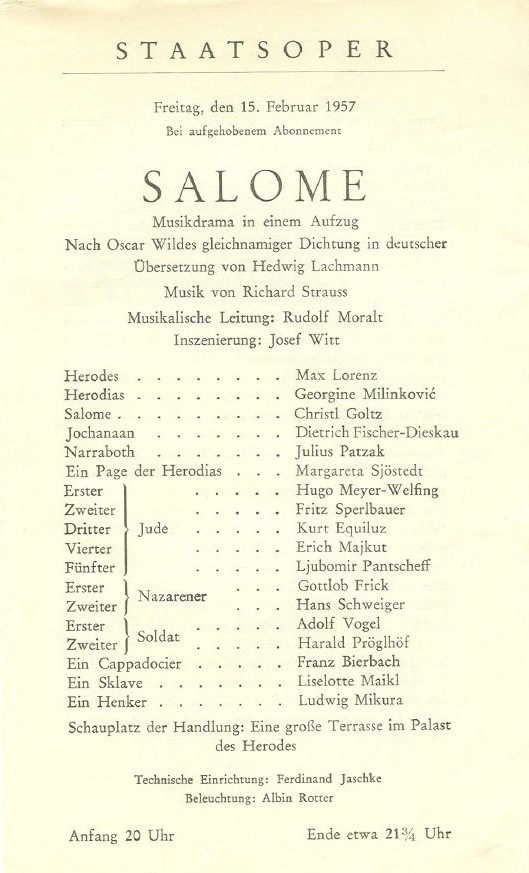 STAATSOPER
Freitag, den 15. Februar 1957
Bei aufgehobenem Abonnement
SALOME
Musikdrama in einem Aufzug
Nach Oscar Wildes gleichnamiger Dichtung in deutscher
Übersetzung von Hedwig Lachmann
Musik von Richard Strauss
Musikalische Leitung: Rudolf Moralt
Inszenierung: Josef Witt
Herodes . . . . . . . . Max Lorenz
Herodias . . . . . . . . Georgine Milinković
Salome . . . . . . . . . Christl Goltz
Jochanaan . . . . . . . Dietrich Fischer-Dieskau
Narraboth . . . . . . . Julius Patzak
Ein Page der Herodias . . . Margareta Sjöstedt
Erster . . . . . Hugo Meyer-Welfing
Zweiter . . . . . Fritz Sperlbauer
Dritter Jude . . . . . Kurt Equiluz
Vierter . . . . . Erich Majkut
Fünfter . . . . . Ljubomir Pantscheff
Erster Nazarener . . . Gottlob Frick
Zweiter . . . Hans Schweiger
Erster Soldat . . . . . Adolf Vogel
Zweiter . . . . . Harald Pröglhöf
Ein Cappadocier . . . . . Franz Bierbach
Ein Sklave . . . . . . . Liselotte Maikl
Ein Henker . . . . . . . Ludwig Mikura
Schauplatz der Handlung: Eine große Terrasse im Palast
des Herodes
Technische Einrichtung: Ferdinand Jaschke
Beleuchtung: Albin Rotter
Anfang 20 Uhr Ende etwa 21¾ Uhr